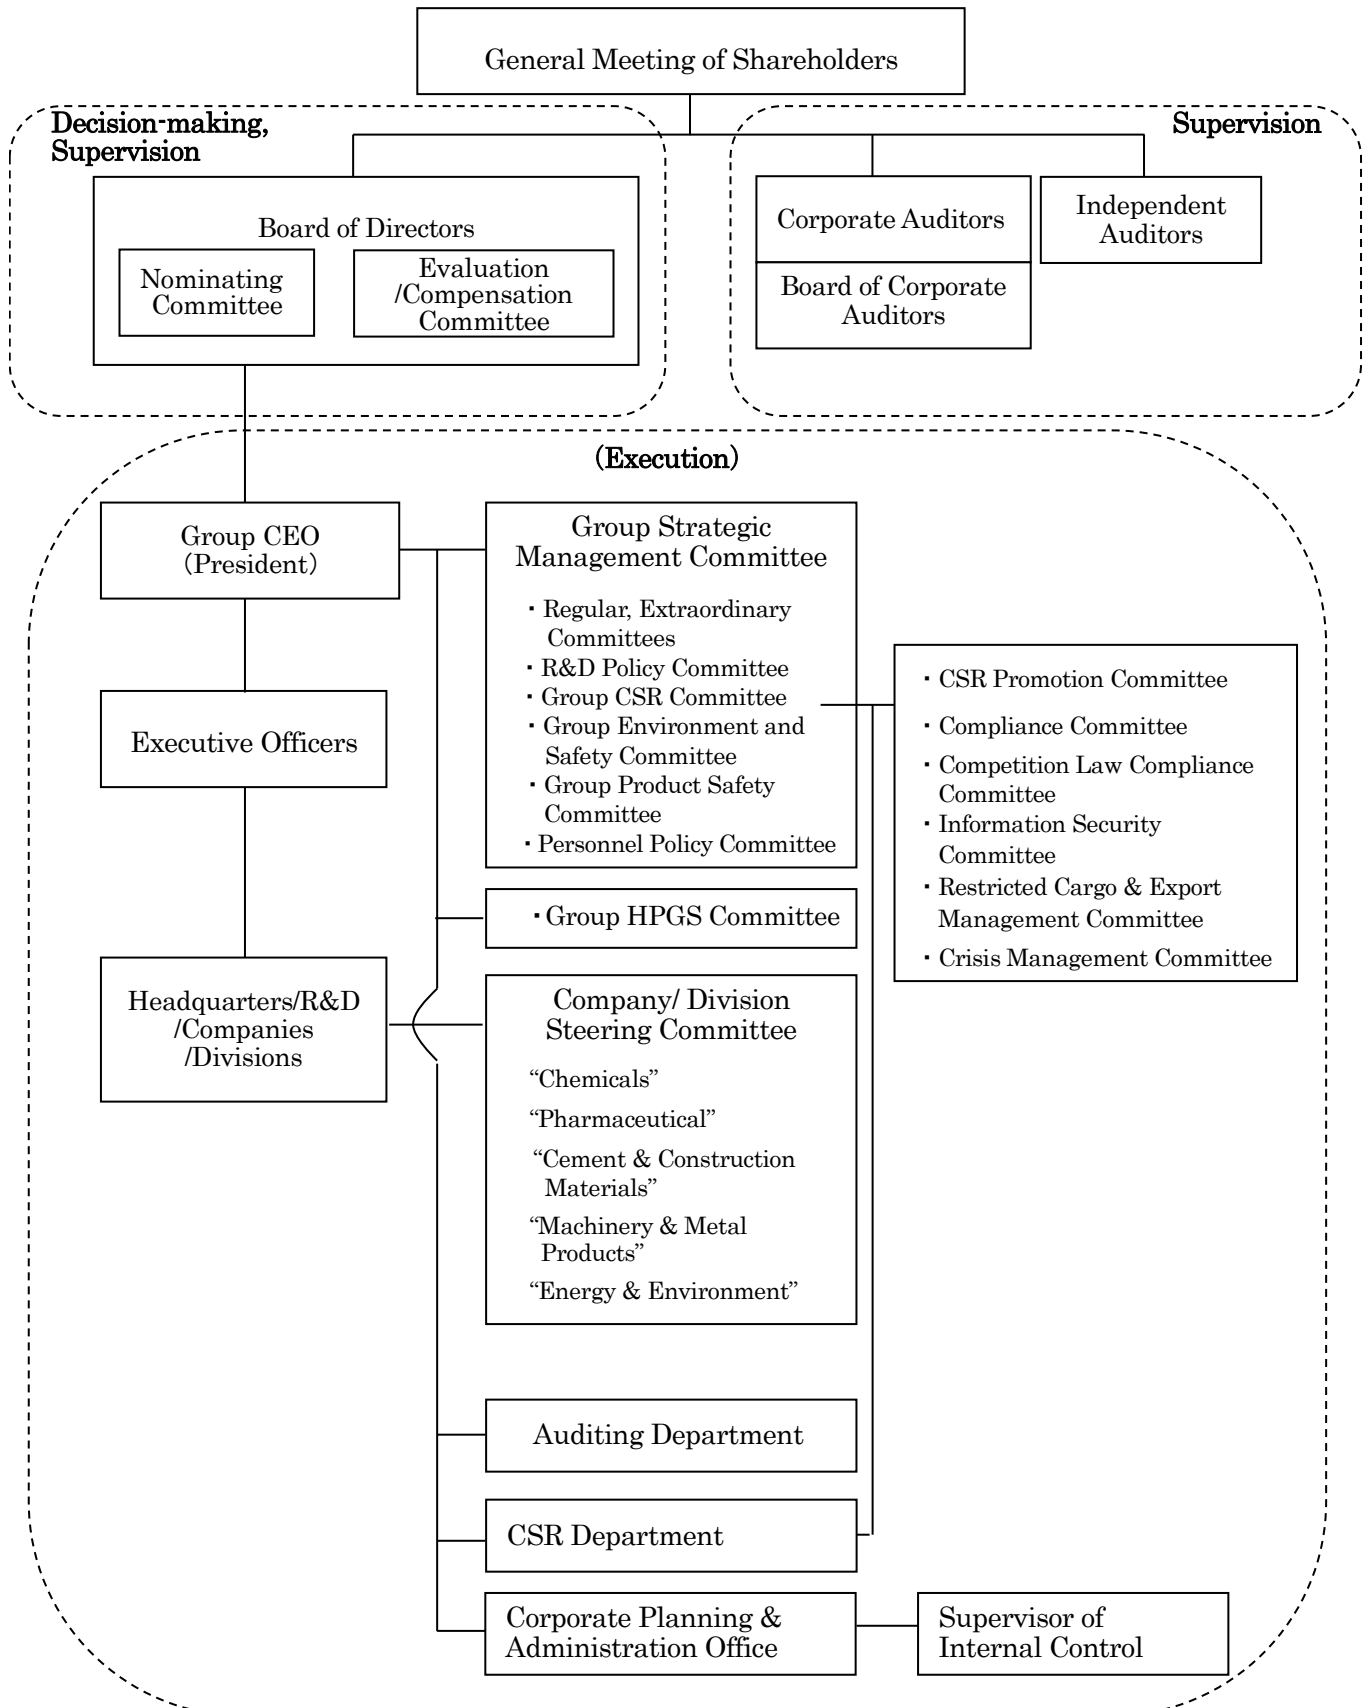 General Meeting of Shareholders
Decision-making,
Supervision
Supervision
Board of Directors
Nominating
Committee
Evaluation
/Compensation
Committee
Corporate Auditors
Board of Corporate
Auditors
Independent
Auditors
(Execution)
Group CEO
(President)
Executive Officers
Headquarters/R&D
/Companies
/Divisions
Group Strategic
Management Committee
・Regular, Extraordinary
Committees
・R&D Policy Committee
・Group CSR Committee
・Group Environment and
Safety Committee
・Group Product Safety
Committee
・Personnel Policy Committee
・Group HPGS Committee
Company/ Division
Steering Committee
“Chemicals”
“Pharmaceutical”
“Cement & Construction
Materials”
“Machinery & Metal
Products”
“Energy & Environment”
・CSR Promotion Committee
・Compliance Committee
・Competition Law Compliance
Committee
・Information Security
Committee
・Restricted Cargo & Export
Management Committee
・Crisis Management Committee
Auditing Department
CSR Department
Corporate Planning &
Administration Office
Supervisor of
Internal Control